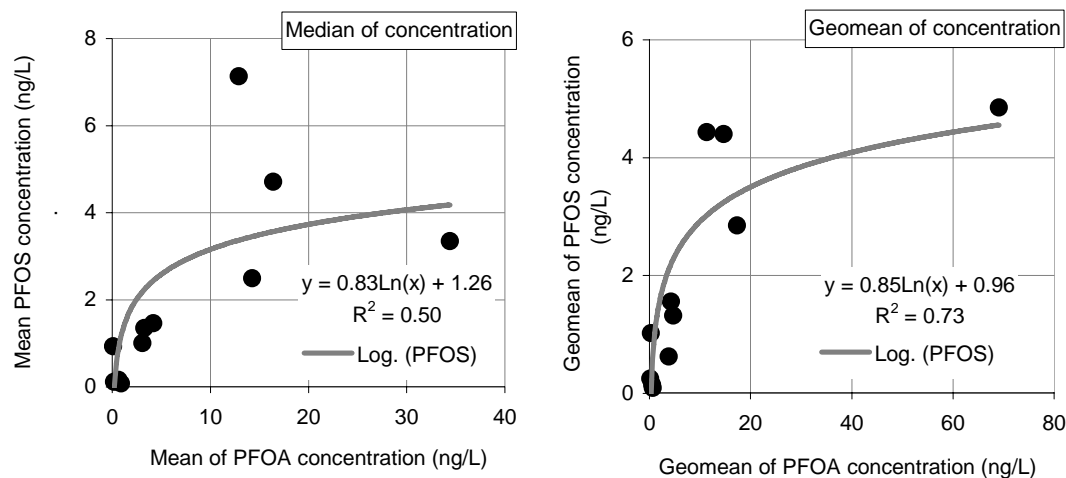 Median of concentration
Mean PFOS concentration (ng/L)
8
6
4
2
0
y = 0.83Ln(x) + 1.26
R² = 0.50
Log. (PFOS)
0 10 20 30 40
Mean of PFOA concentration (ng/L)
Geomean of concentration
Geomean of PFOS concentration
(ng/L)
6
4
2
0
y = 0.85Ln(x) + 0.96
R² = 0.73
Log. (PFOS)
0 20 40 60 80
Geomean of PFOA concentration (ng/L)